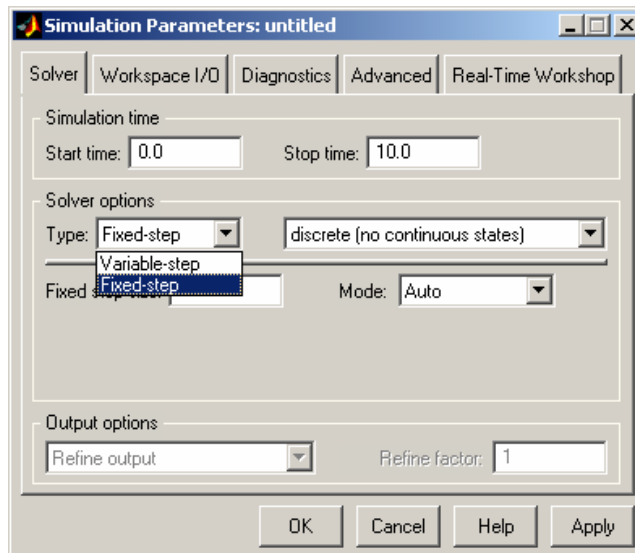 Simulation Parameters: untitled
Solver Workspace I/O Diagnostics Advanced Real-Time Workshop
Simulation time
Start time: 0.0 Stop time: 10.0
Solver options
Type: Fixed-step discrete (no continuous states)
Variable-step
Fixed-step
Fixed Mode: Auto
Output options
Refine output Refine factor: 1
OK Cancel Help Apply